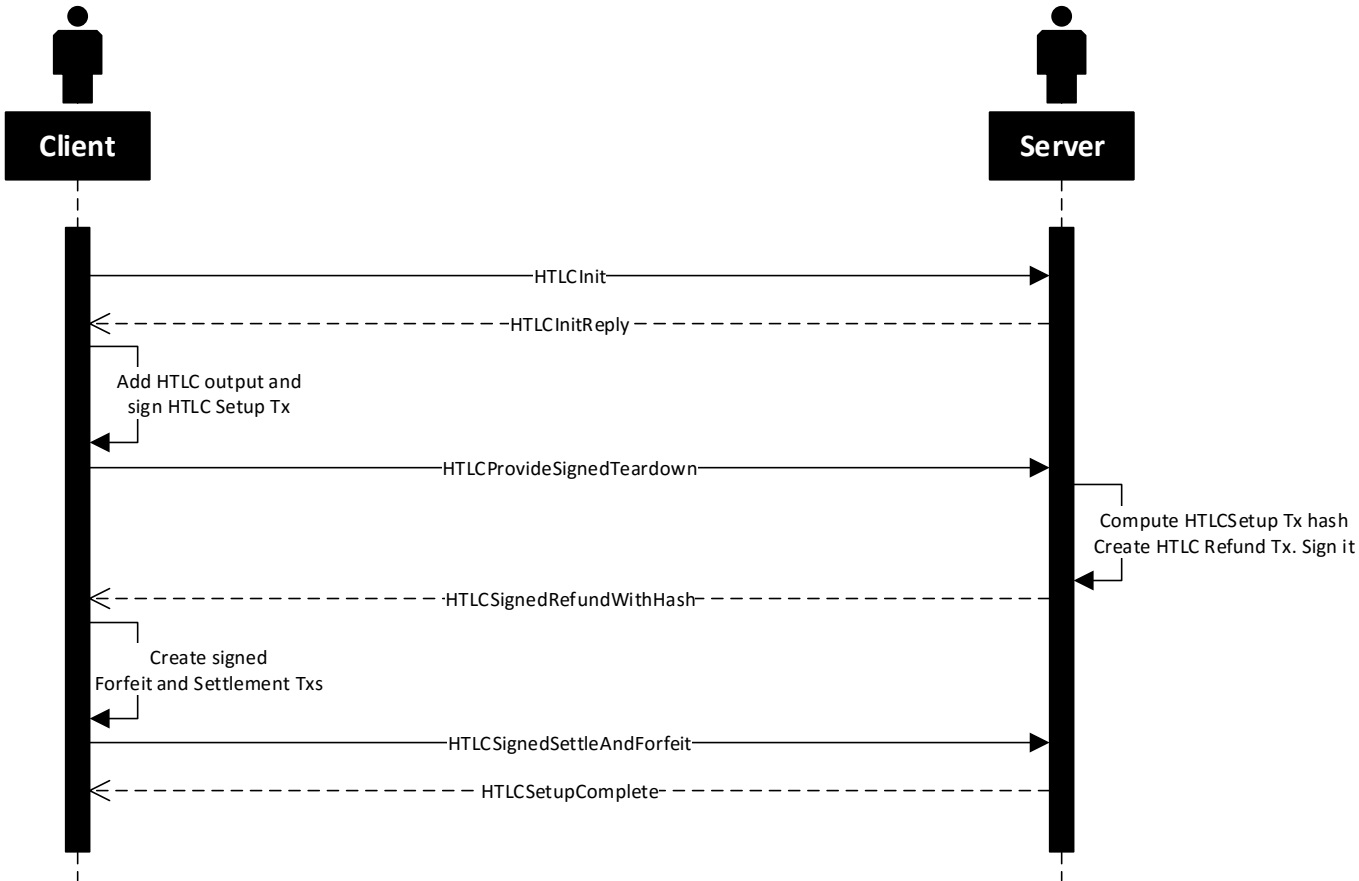 Client
Server
HTLCInit
HTLCInitReply
Add HTLC output and
sign HTLC Setup Tx
HTLCProvideSignedTeardown
Compute HTLCSetup Tx hash
Create HTLC Refund Tx. Sign it
HTLCSignedRefundWithHash
Create signed
Forfeit and Settlement Txs
HTLCSignedSettleAndForfeit
HTLCSetupComplete